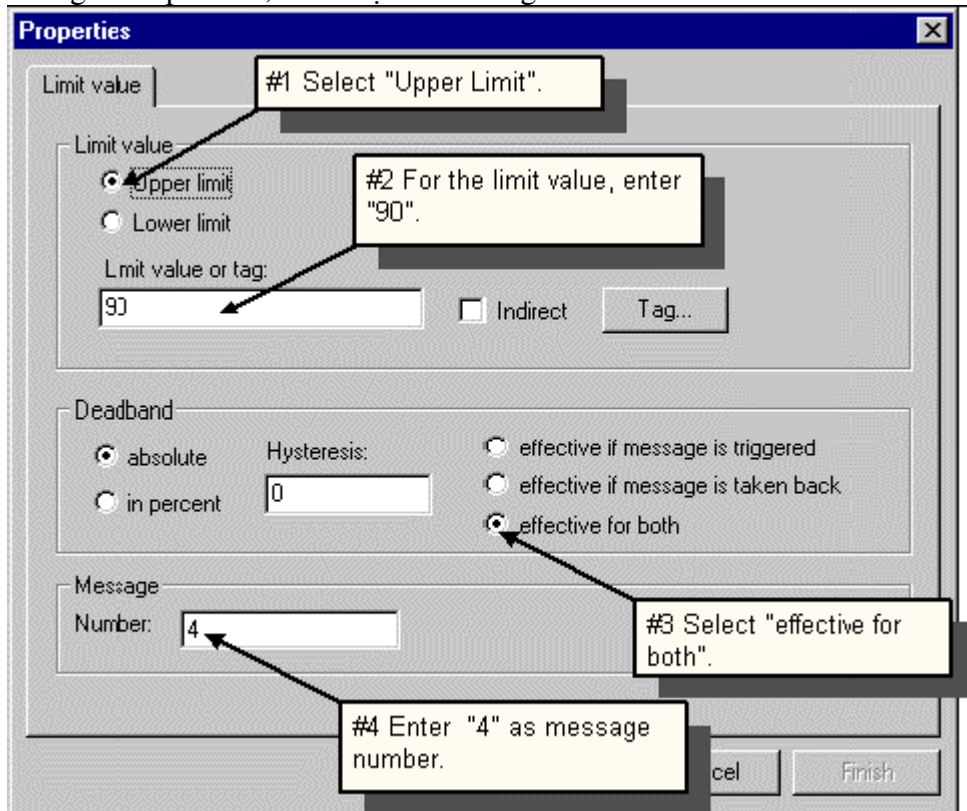 Properties
Limit value
#1 Select "Upper Limit".
Limit value
Upper limit
#2 For the limit value, enter
"90".
Lower limit
Lmit value or tag:
90
Indirect
Tag...
Deadband
absolute
Hysteresis:
effective if message is triggered
in percent
0
effective if message is taken back
effective for both
Message
Number:
4
#3 Select "effective for
both".
#4 Enter "4" as message
number.
cel
Finish